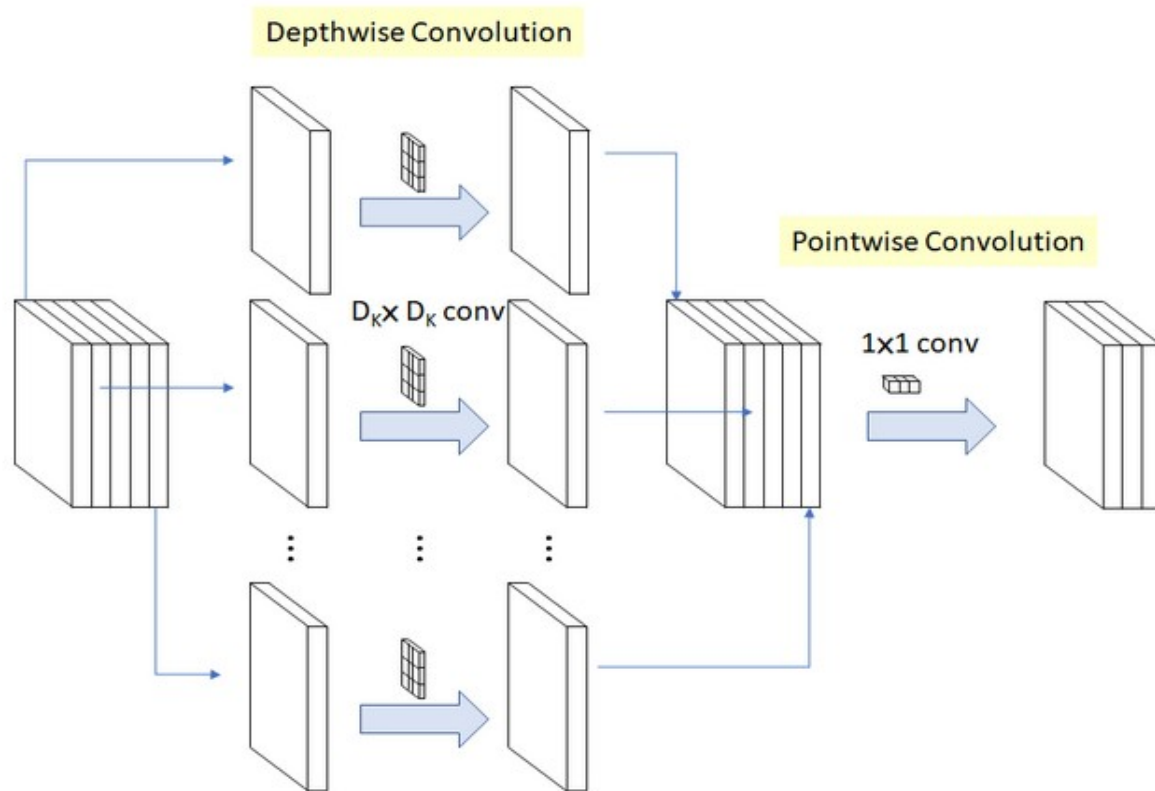 Depthwise Convolution
Pointwise Convolution
Dₖx Dₖ conv
1x1 conv